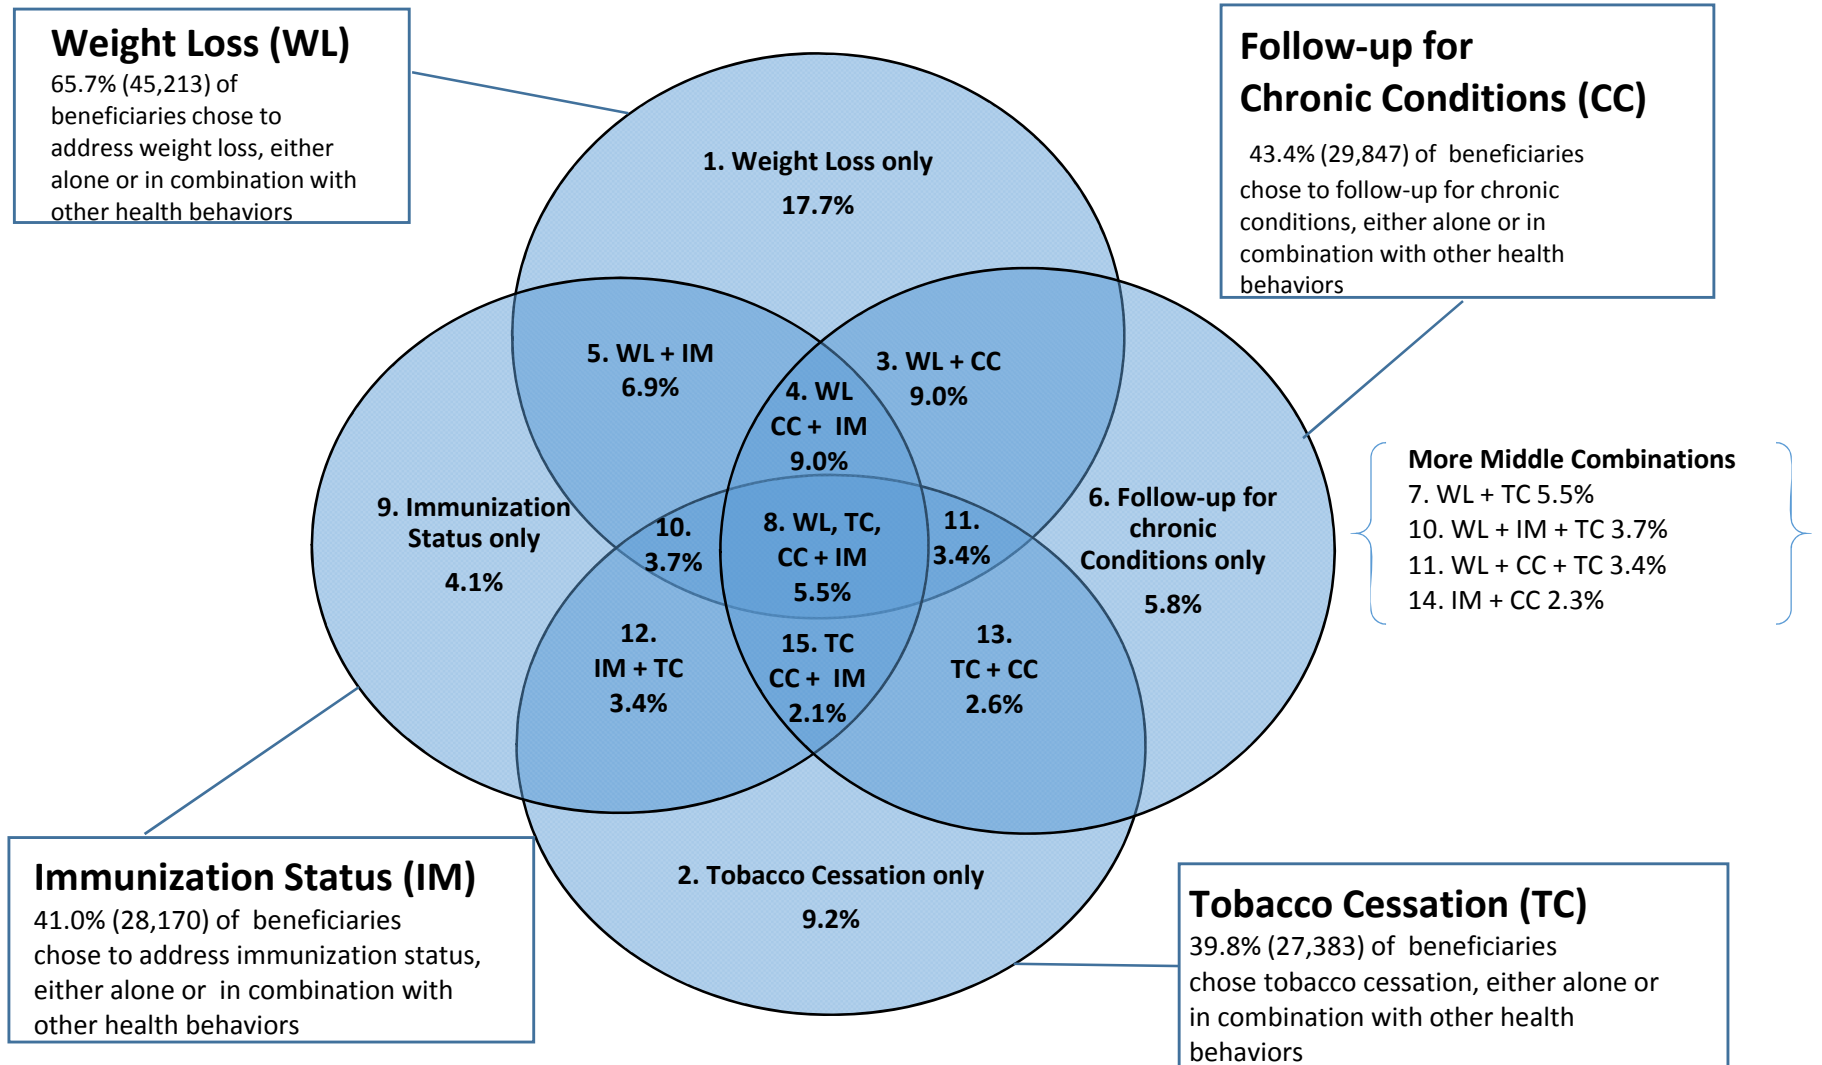 Weight Loss (WL)
65.7% (45,213) of
beneficiaries chose to
address weight loss, either
alone or in combination with
other health behaviors
Follow-up for
Chronic Conditions (CC)
43.4% (29,847) of beneficiaries
chose to follow-up for chronic
conditions, either alone or in
combination with other health
behaviors
1. Weight Loss only
17.7%
5. WL + IM
6.9%
4. WL
CC + IM
9.0%
3. WL + CC
9.0%
9. Immunization
Status only
4.1%
10.
3.7%
8. WL, TC,
CC + IM
5.5%
11.
3.4%
6. Follow-up for
chronic
Conditions only
5.8%
More Middle Combinations
7. WL + TC 5.5%
10. WL + IM + TC 3.7%
11. WL + CC + TC 3.4%
14. IM + CC 2.3%
12.
IM + TC
3.4%
15. TC
CC + IM
2.1%
13.
TC + CC
2.6%
2. Tobacco Cessation only
9.2%
Immunization Status (IM)
41.0% (28,170) of beneficiaries
chose to address immunization status,
either alone or in combination with
other health behaviors
Tobacco Cessation (TC)
39.8% (27,383) of beneficiaries
chose tobacco cessation, either alone or
in combination with other health
behaviors